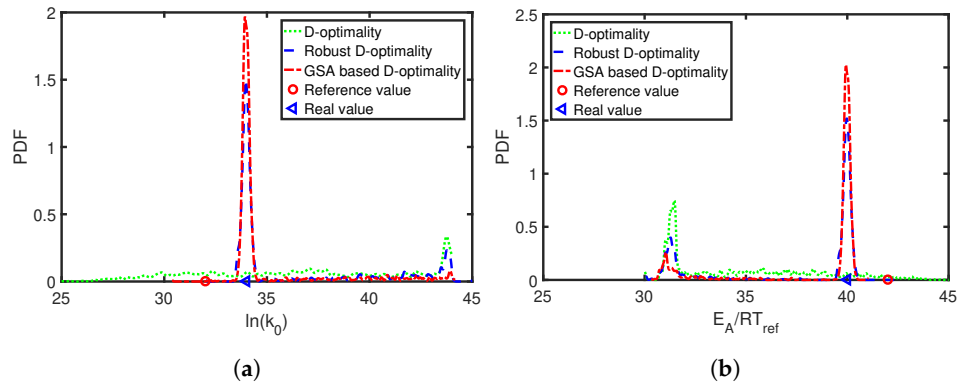 2
1.5
1
0.5
0
PDF
25
30
35
40
45
ln(k0)
D-optimality
Robust D-optimality
GSA based D-optimality
Reference value
Real value
(a)
2.5
2
1.5
1
0.5
0
PDF
25
30
35
40
45
EA/RTref
D-optimality
Robust D-optimality
GSA based D-optimality
Reference value
Real value
(b)